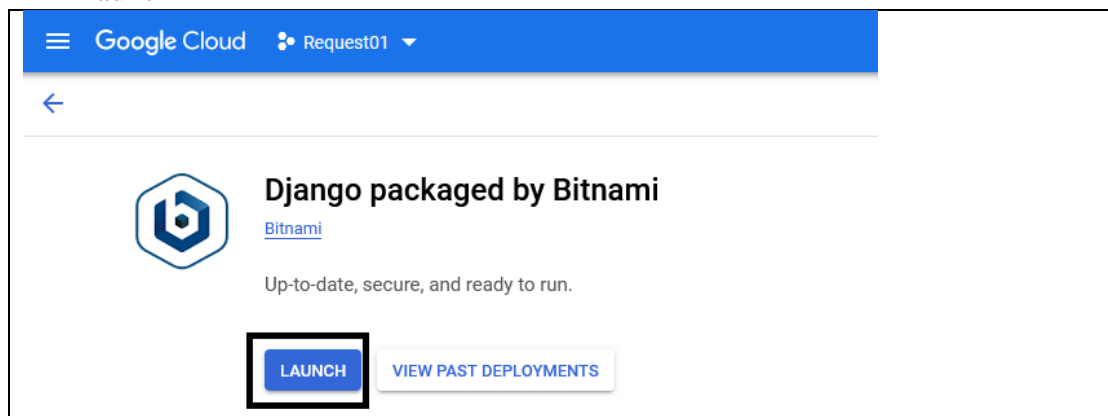 Google Cloud Request01
Django packaged by Bitnami
Bitnami
Up-to-date, secure, and ready to run.
LAUNCH VIEW PAST DEPLOYMENTS